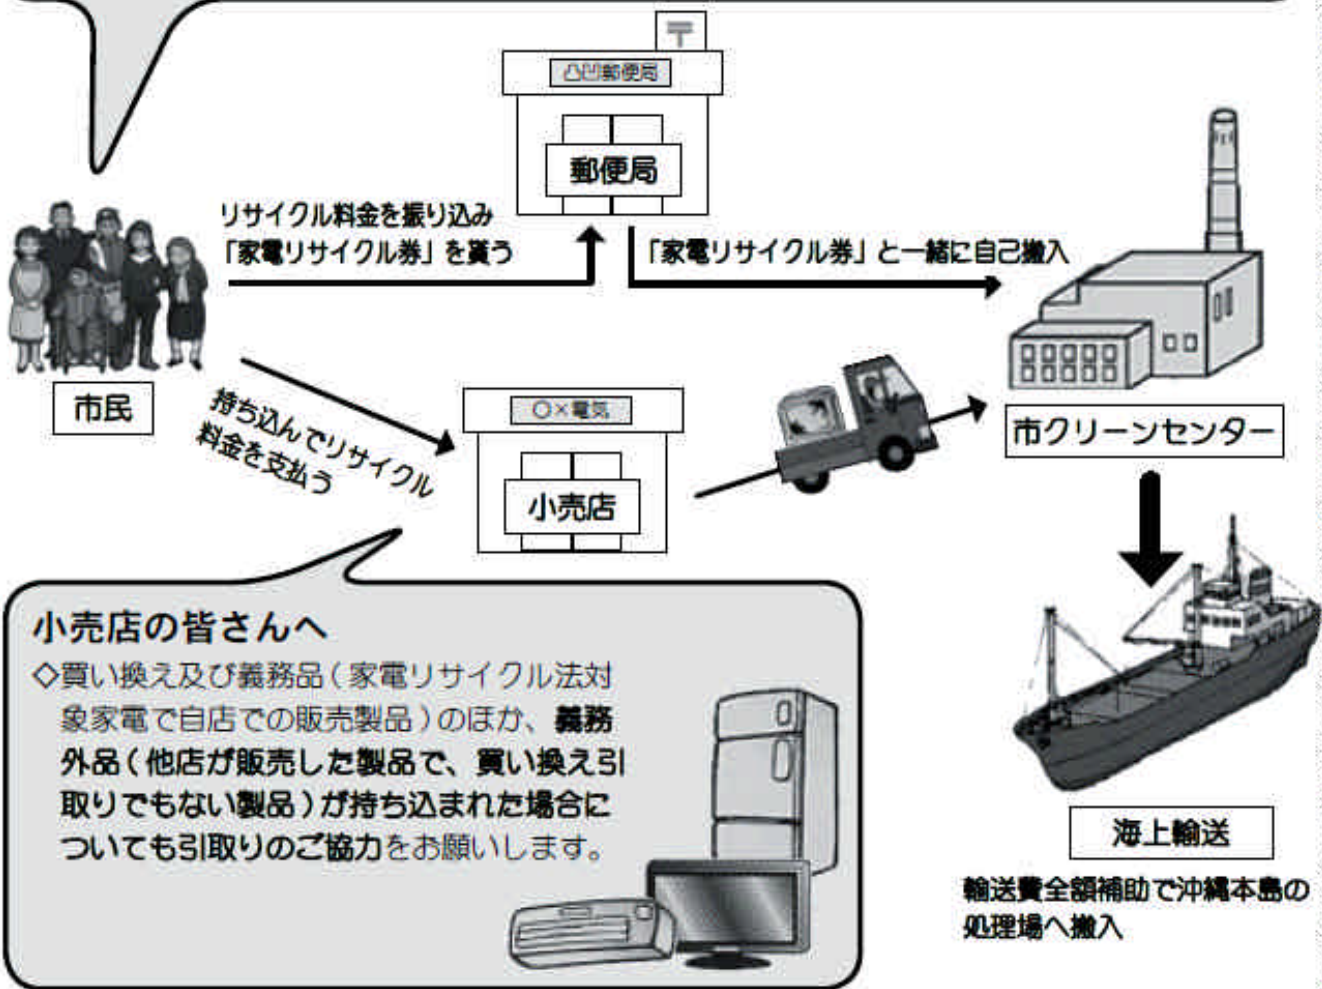 〒
凸凹郵便局
郵便局
リサイクル料金を振り込み
「家電リサイクル券」を貰う
「家電リサイクル券」と一緒に自己搬入
市民
持ち込んでリサイクル
料金を支払う
〇×電気
小売店
市クリーンセンター
小売店の皆さんへ
◇買い換え及び義務品(家電リサイクル法対
象家電で自店での販売製品)のほか、義務
外品(他店が販売した製品で、買い換え引
取りでもない製品)が持ち込まれた場合に
ついても引取りのご協力をお願いします。
海上輸送
輸送費全額補助で沖縄本島の
処理場へ搬入